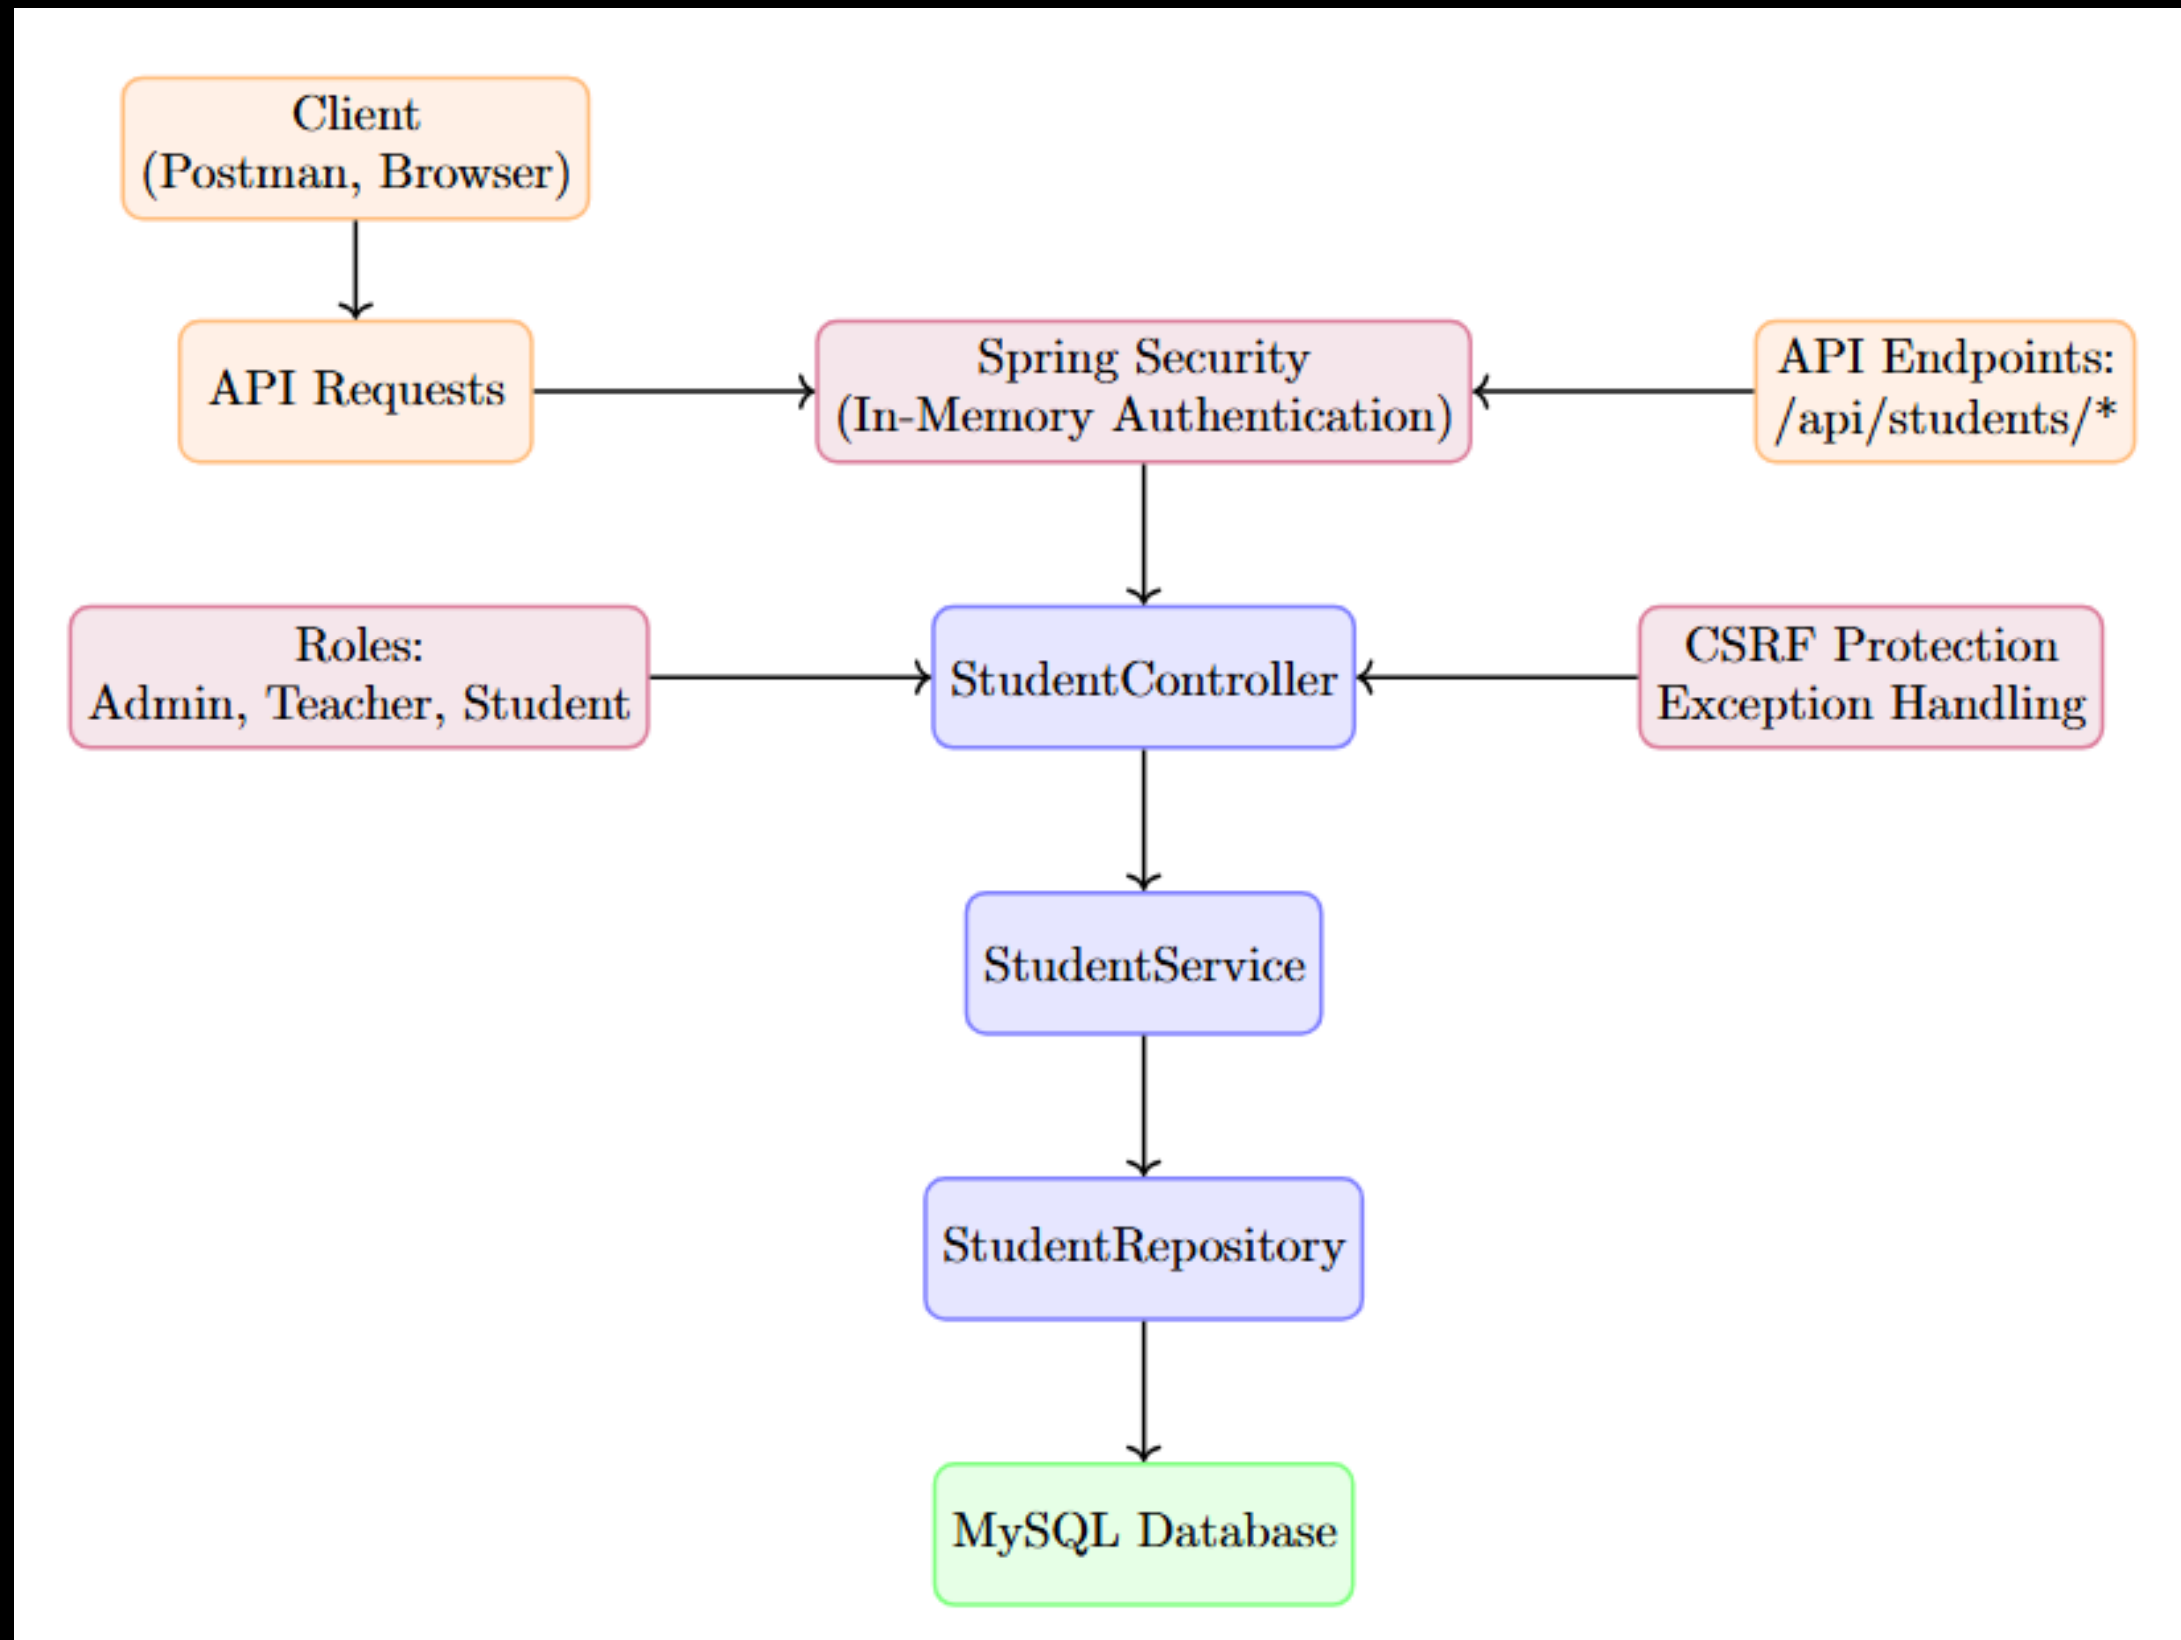 Client
(Postman, Browser)
API Requests
Spring Security
(In-Memory Authentication)
API Endpoints:
/api/students/*
Roles:
Admin, Teacher, Student
StudentController
CSRF Protection
Exception Handling
StudentService
StudentRepository
MySQL Database